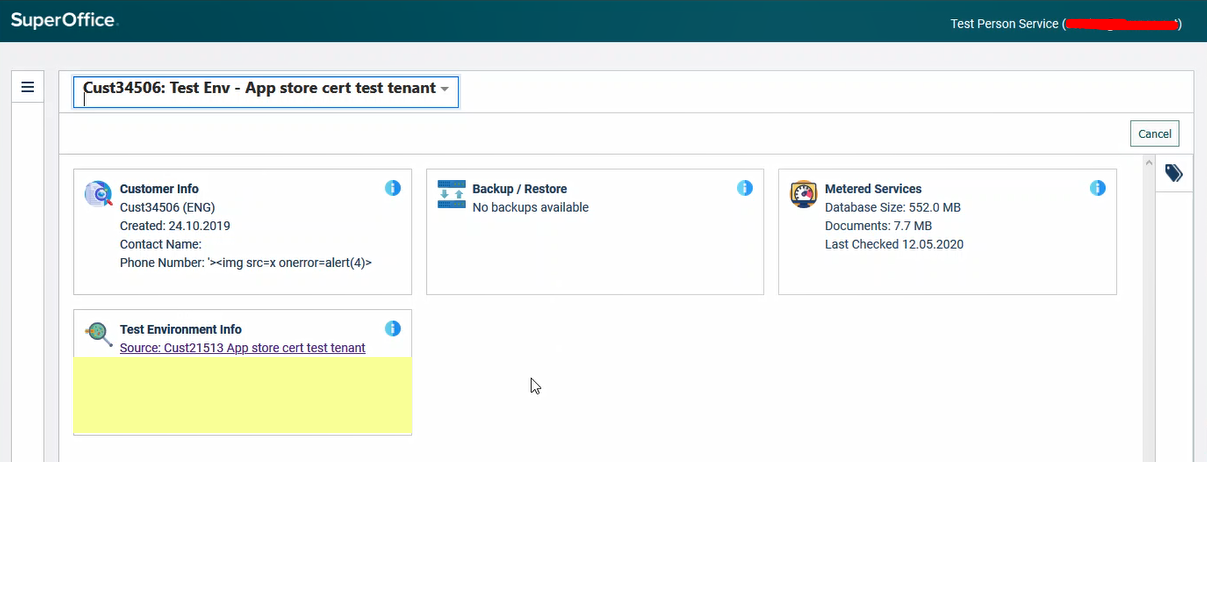 SuperOffice
Test Person Service ( )
Cust34506: Test Env - App store cert test tenant
Cancel
Customer Info
Cust34506 (ENG)
Created: 24.10.2019
Contact Name:
Phone Number: '><img src=x onerror=alert(4)>
Backup / Restore
No backups available
Metered Services
Database Size: 552.0 MB
Documents: 7.7 MB
Last Checked 12.05.2020
Test Environment Info
Source: Cust21513 App store cert test tenant